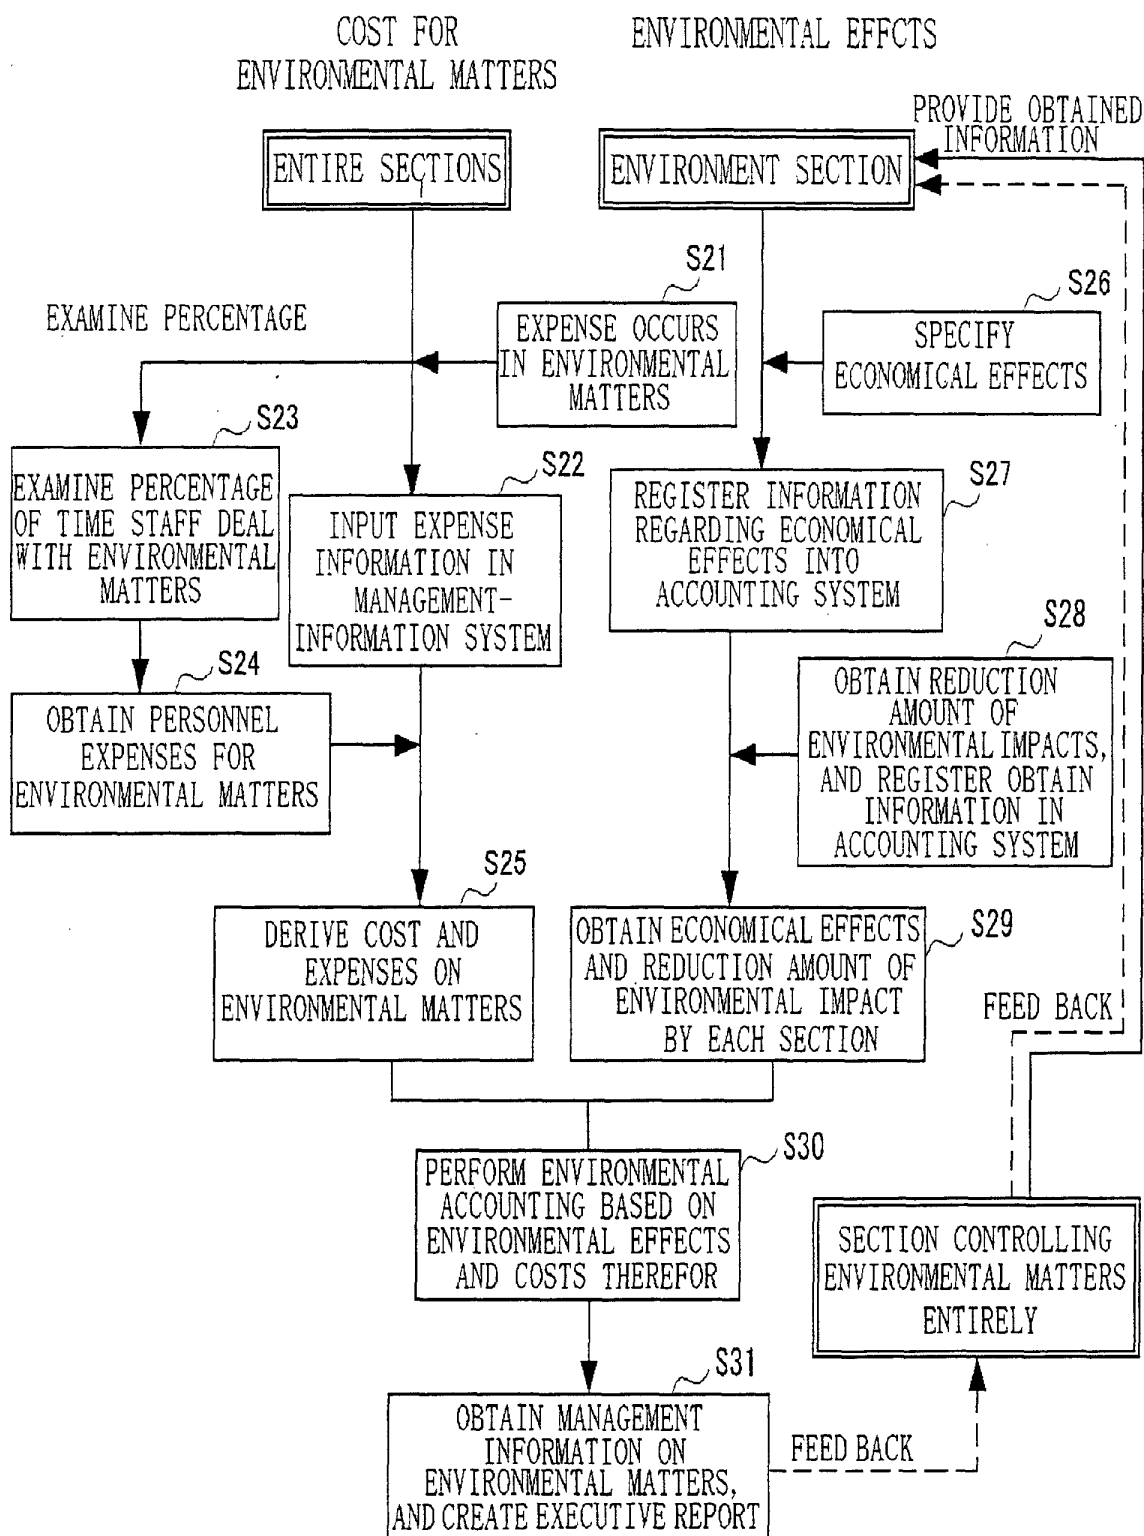 COST FOR
ENVIRONMENTAL MATTERS
ENVIRONMENTAL EFFCTS
PROVIDE OBTAINED
INFORMATION
ENTIRE SECTIONS
ENVIRONMENT SECTION
S21
EXPENSE OCCURS
IN ENVIRONMENTAL
MATTERS
S26
SPECIFY
ECONOMICAL EFFECTS
EXAMINE PERCENTAGE
S23
EXAMINE PERCENTAGE
OF TIME STAFF DEAL
WITH ENVIRONMENTAL
MATTERS
S22
INPUT EXPENSE
INFORMATION IN
MANAGEMENT-
INFORMATION SYSTEM
S27
REGISTER INFORMATION
REGARDING ECONOMICAL
EFFECTS INTO
ACCOUNTING SYSTEM
S24
OBTAIN PERSONNEL
EXPENSES FOR
ENVIRONMENTAL MATTERS
S28
OBTAIN REDUCTION
AMOUNT OF
ENVIRONMENTAL IMPACTS,
AND REGISTER OBTAIN
INFORMATION IN
ACCOUNTING SYSTEM
S25
DERIVE COST AND
EXPENSES ON
ENVIRONMENTAL MATTERS
S29
OBTAIN ECONOMICAL EFFECTS
AND REDUCTION AMOUNT OF
ENVIRONMENTAL IMPACT
BY EACH SECTION
FEED BACK
S30
PERFORM ENVIRONMENTAL
ACCOUNTING BASED ON
ENVIRONMENTAL EFFECTS
AND COSTS THEREFOR
SECTION CONTROLLING
ENVIRONMENTAL MATTERS
ENTIRELY
S31
OBTAIN MANAGEMENT
INFORMATION ON
ENVIRONMENTAL MATTERS,
AND CREATE EXECUTIVE REPORT
FEED BACK